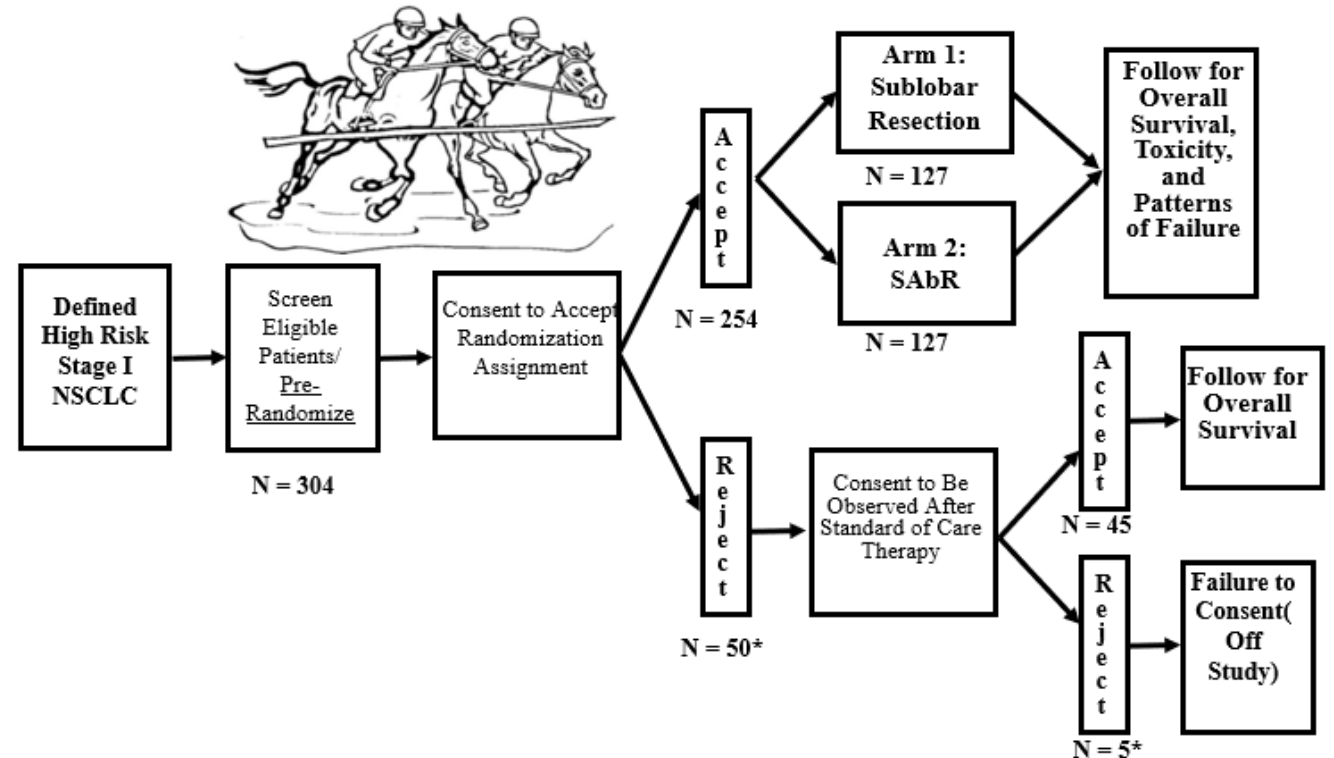 Defined
High Risk
Stage I
NSCLC
Screen
Eligible
Patients/
Pre-
Randomize
N = 304
Consent to Accept
Randomization
Assignment
A
c
c
e
p
t
N = 254
Arm 1:
Sublobar
Resection
N = 127
Arm 2:
SAbR
N = 127
Follow for
Overall
Survival,
Toxicity,
and
Patterns
of Failure
R
e
j
e
c
t
N = 50*
Consent to Be
Observed After
Standard of Care
Therapy
A
c
c
e
p
t
N = 45
Follow for
Overall
Survival
R
e
j
e
c
t
N = 5*
Failure to
Consent(
Off
Study)